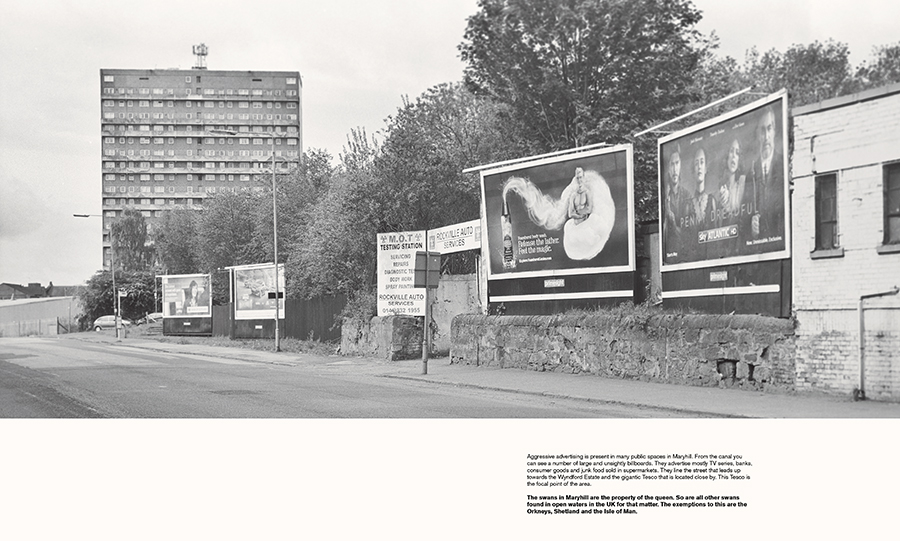 M.O.T
TESTING STATION
SERVICING
REPAIRS
DIAGNOSTIC
BODY WORK
ROCKVILLE AUTO
SERVICES
ROCKVILLE AUTO
SERVICES
Release the lather.
Feel the magic.
PENNY DREADFUL
sky ATLANTIC HD
Aggressive advertising is present in many public spaces in Maryhill. From the canal you
can see a number of large and unsightly billboards. They advertise mostly TV series, banks,
consumer goods and junk food sold in supermarkets. They line the street that leads up
towards the Wyndford Estate and the gigantic Tesco that is located close by. This Tesco is
the focal point of the area.
The swans in Maryhill are the property of the queen. So are all other swans
found in open waters in the UK for that matter. The exemptions to this are the
Orkneys, Shetland and the Isle of Man.